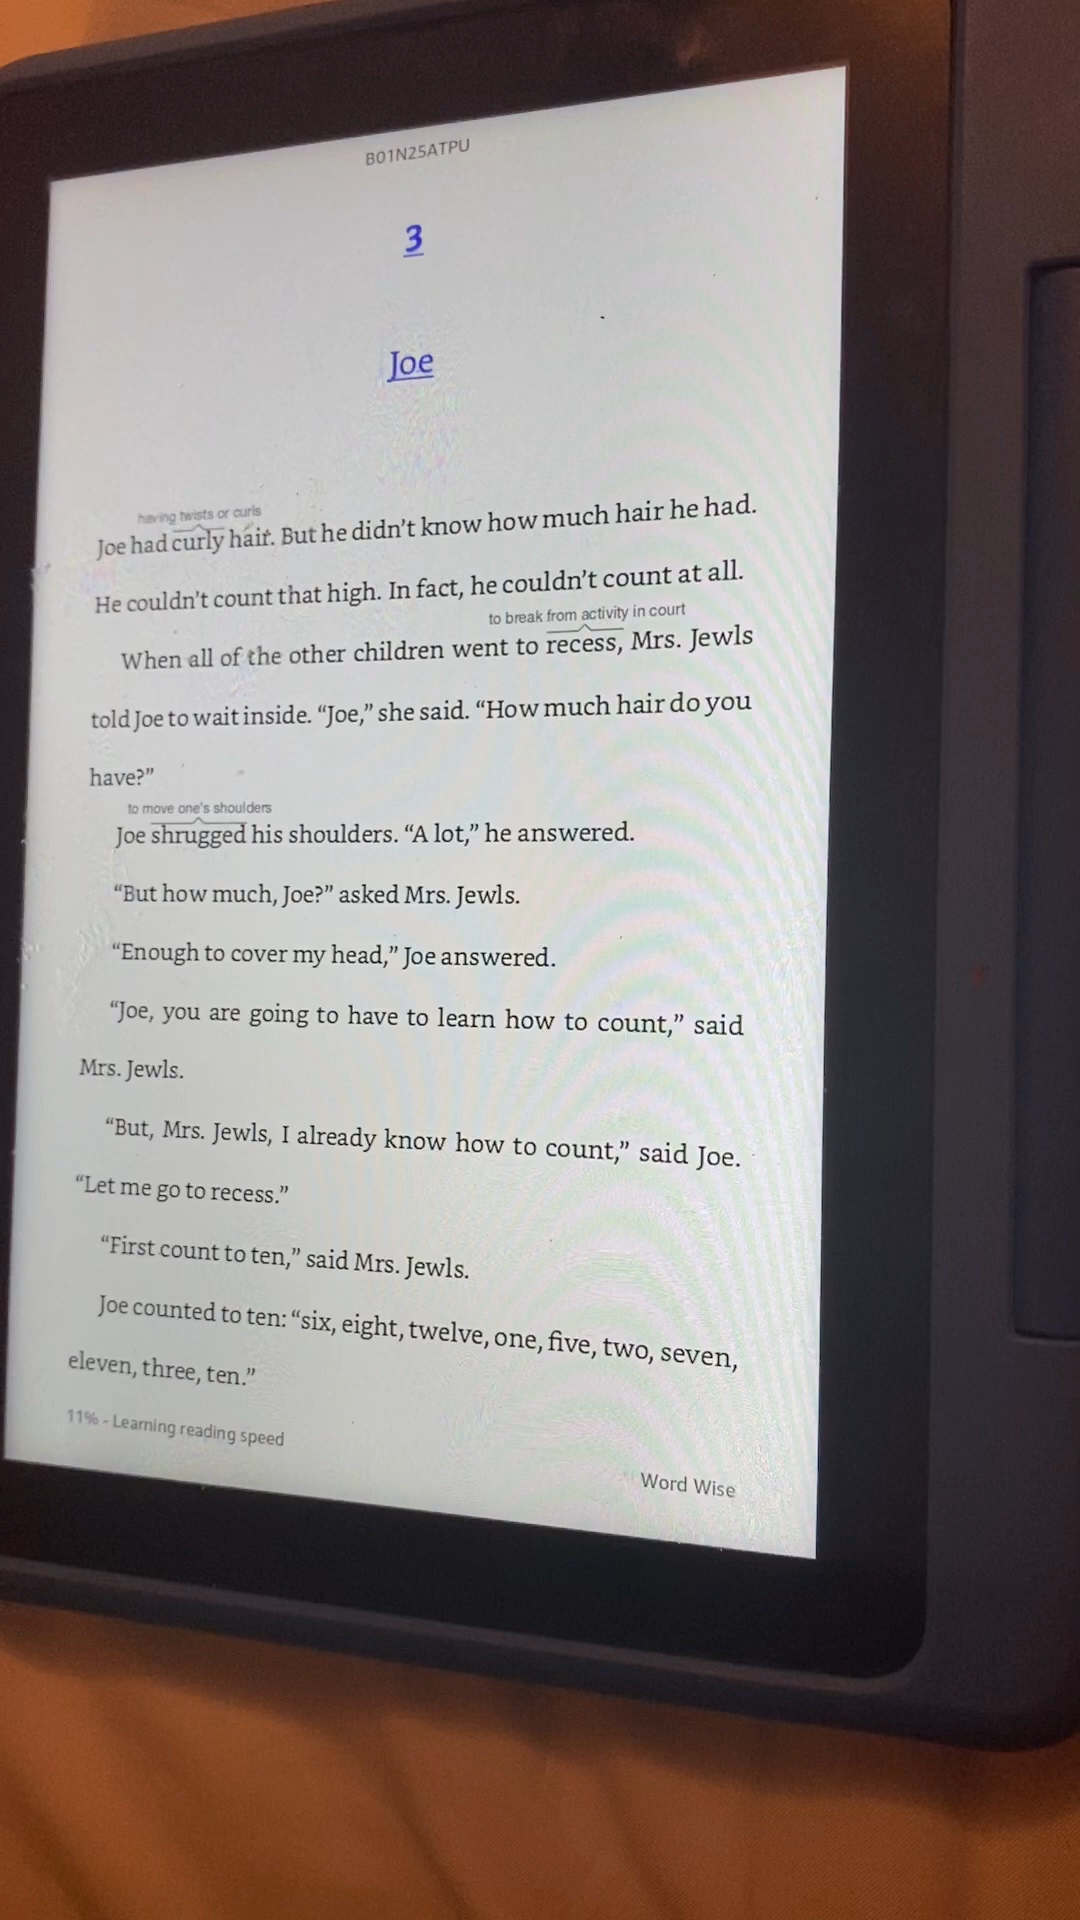 B01N25ATPU
3
Joe
having twists or curls
Joe had curly hair. But he didn't know how much hair he had.
He couldn't count that high. In fact, he couldn't count at all.
to break from activity in court
When all of the other children went to recess, Mrs. Jewls
told Joe to wait inside. “Joe,” she said. “How much hair do you
have?”
to move one's shoulders
Joe shrugged his shoulders. “A lot,” he answered.
“But how much, Joe?” asked Mrs. Jewls.
“Enough to cover my head,” Joe answered.
“Joe, you are going to have to learn how to count,” said
Mrs. Jewls.
“But, Mrs. Jewls, I already know how to count,” said Joe.
“Let me go to recess.”
“First count to ten,” said Mrs. Jewls.
Joe counted to ten: “six, eight, twelve, one, five, two, seven,
eleven, three, ten.”
11% - Learning reading speed
Word Wise